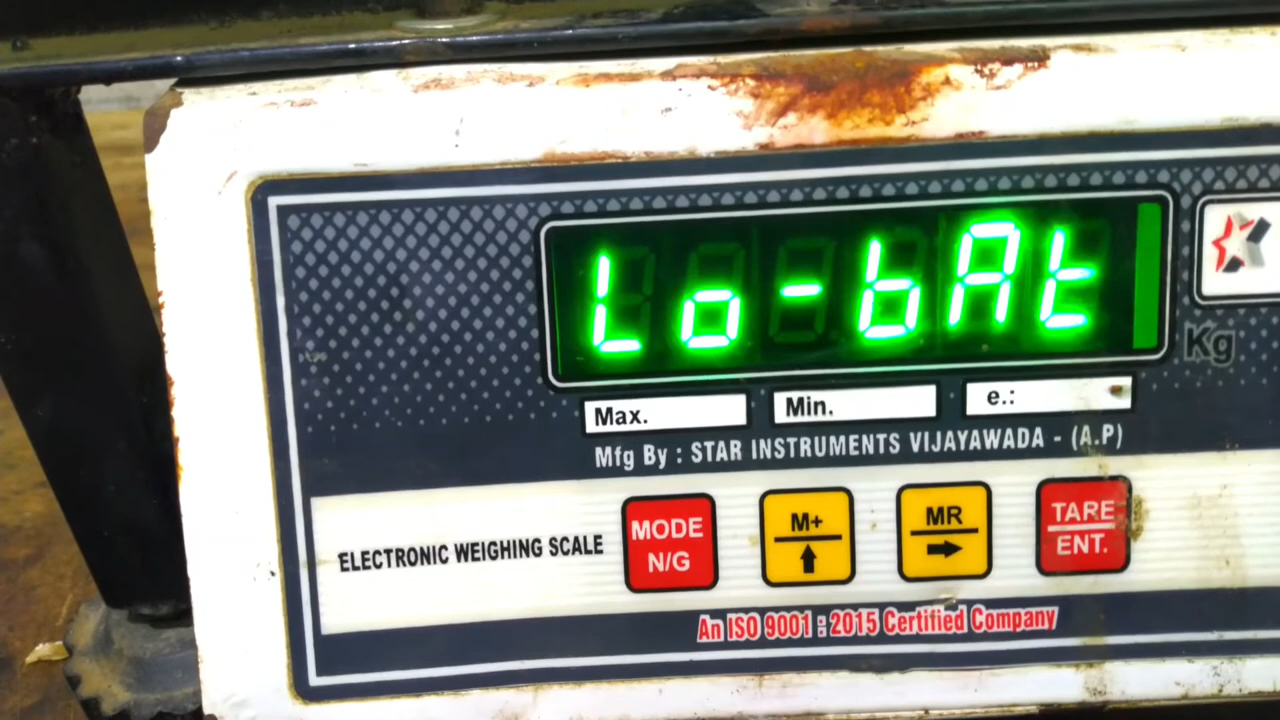 Lo-bAt
Kg
Max. Min. e.:
Mfg By : STAR INSTRUMENTS VIJAYAWADA - (A.P)
ELECTRONIC WEIGHING SCALE
MODE
N/G
M+
MR
TARE
ENT.
An ISO 9001 : 2015 Certified Company